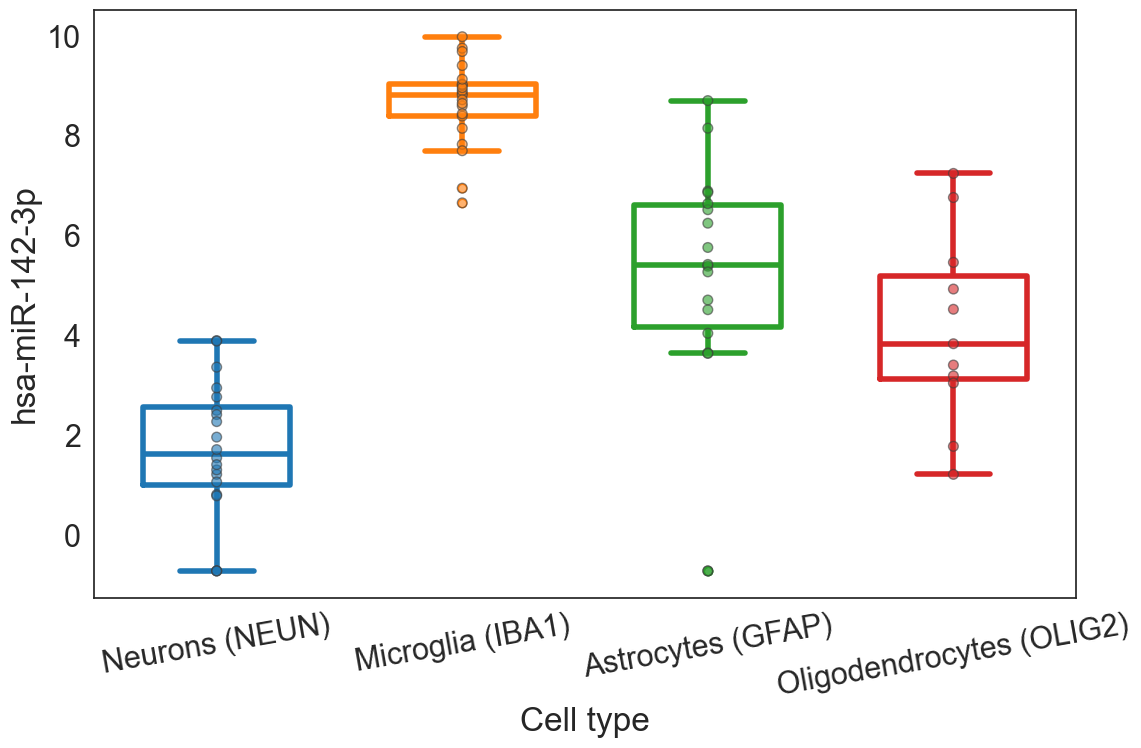 hsa-miR-142-3p
10
8
6
4
2
0
Neurons (NEUN)
Microglia (IBA1)
Astrocytes (GFAP)
Oligodendrocytes (OLIG2)
Cell type